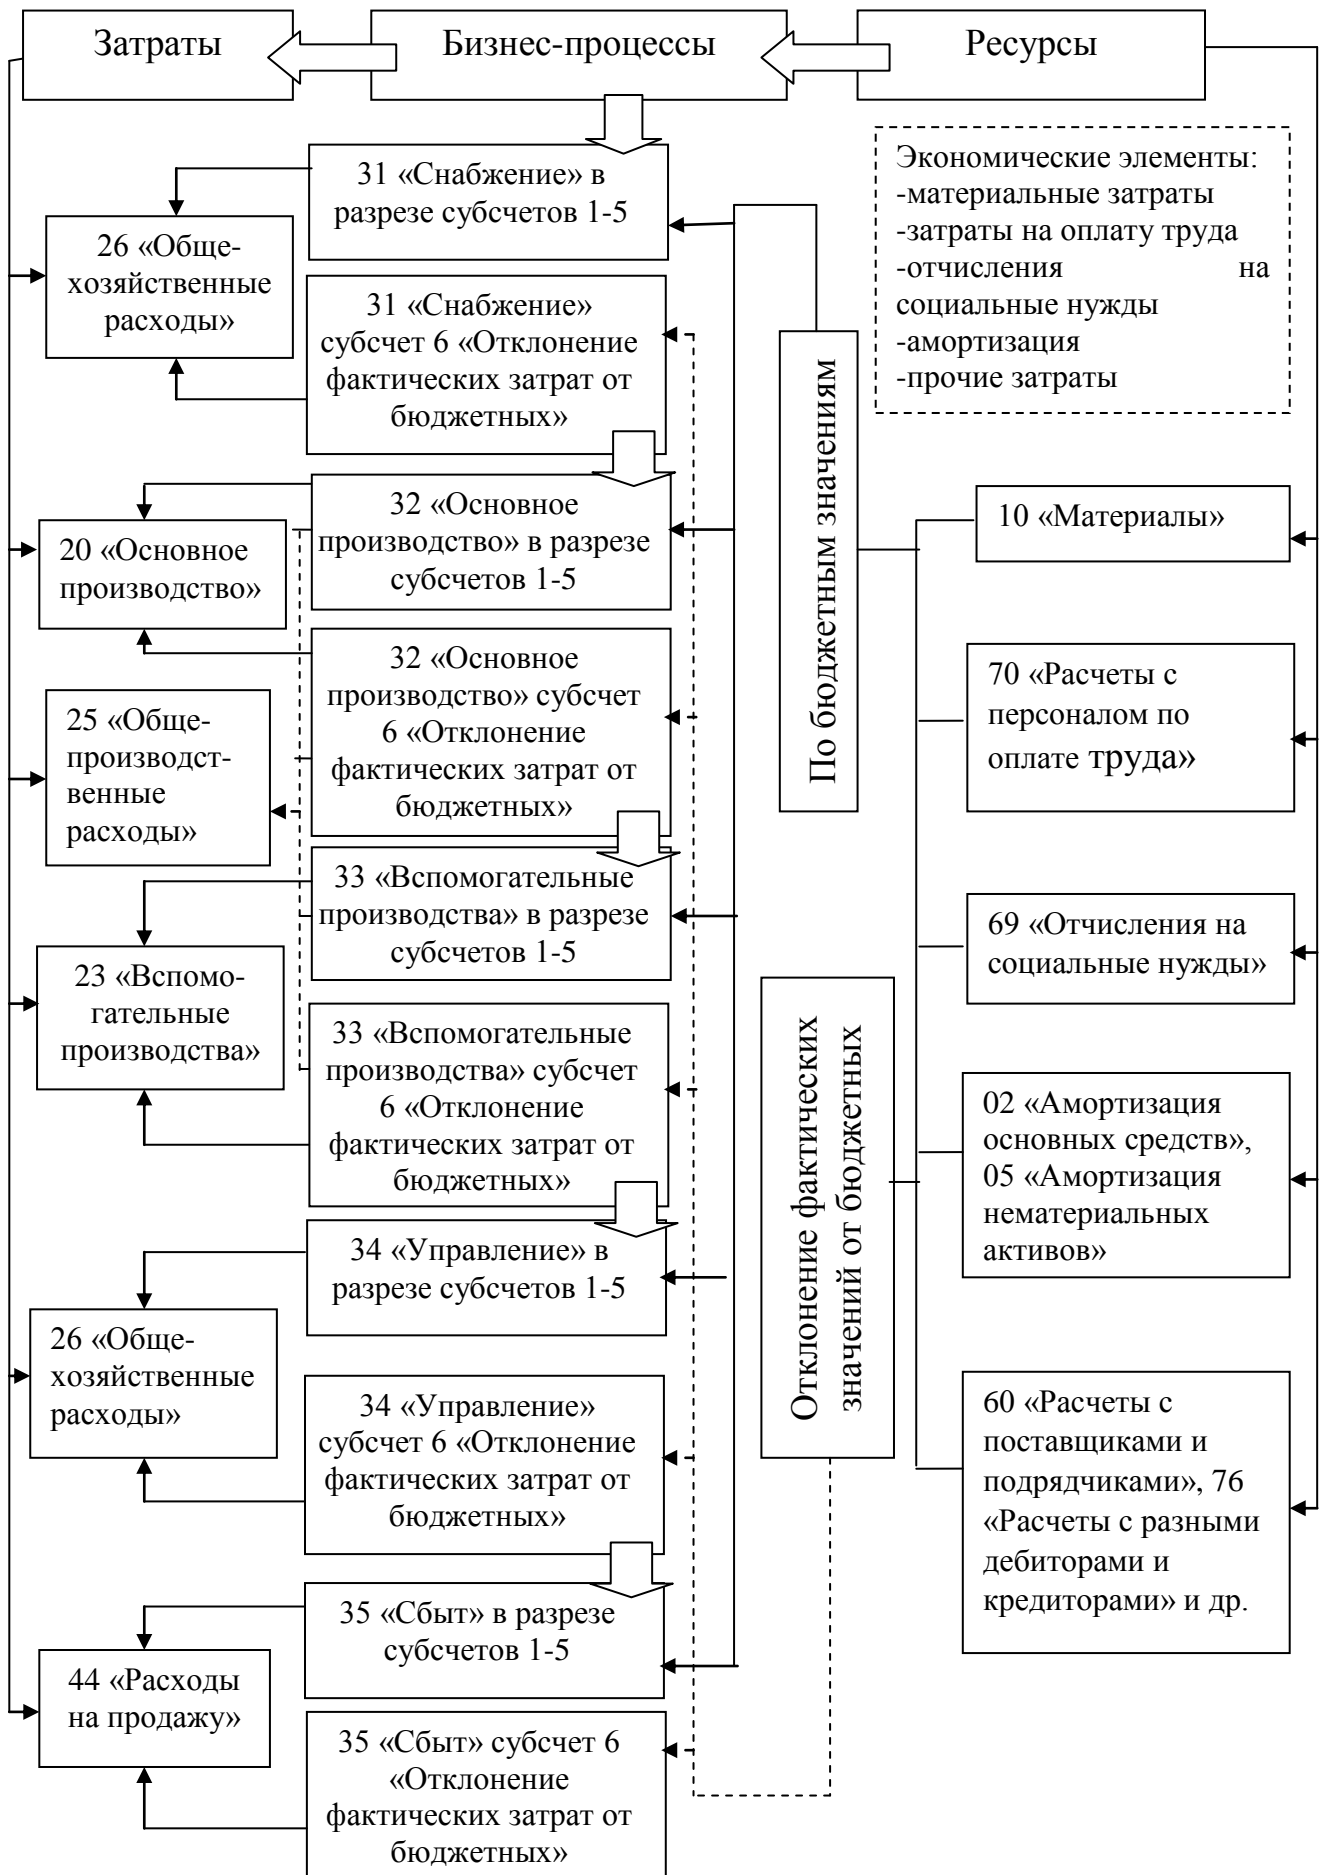 Затраты
Бизнес-процессы
Ресурсы
Экономические элементы:
-материальные затраты
-затраты на оплату труда
-отчисления на
социальные нужды
-амортизация
-прочие затраты
31 «Снабжение» в
разрезе субсчетов 1-5
26 «Обще-
хозяйственные
расходы»
31 «Снабжение»
субсчет 6 «Отклонение
фактических затрат от
бюджетных»
32 «Основное
производство» в разрезе
субсчетов 1-5
20 «Основное
производство»
32 «Основное
производство» субсчет
6 «Отклонение
фактических затрат от
бюджетных»
25 «Обще-
производст-
венные
расходы»
33 «Вспомогательные
производства» в разрезе
субсчетов 1-5
23 «Вспомо-
гательные
производства»
33 «Вспомогательные
производства» субсчет
6 «Отклонение
фактических затрат от
бюджетных»
34 «Управление» в
разрезе субсчетов 1-5
26 «Обще-
хозяйственные
расходы»
34 «Управление»
субсчет 6 «Отклонение
фактических затрат от
бюджетных»
35 «Сбыт» в разрезе
субсчетов 1-5
44 «Расходы
на продажу»
35 «Сбыт» субсчет 6
«Отклонение
фактических затрат от
бюджетных»
По бюджетным значениям
Отклонение фактических
значений от бюджетных
10 «Материалы»
70 «Расчеты с
персоналом по
оплате труда»
69 «Отчисления на
социальные нужды»
02 «Амортизация
основных средств»,
05 «Амортизация
нематериальных
активов»
60 «Расчеты с
поставщиками и
подрядчиками», 76
«Расчеты с разными
дебиторами и
кредиторами» и др.